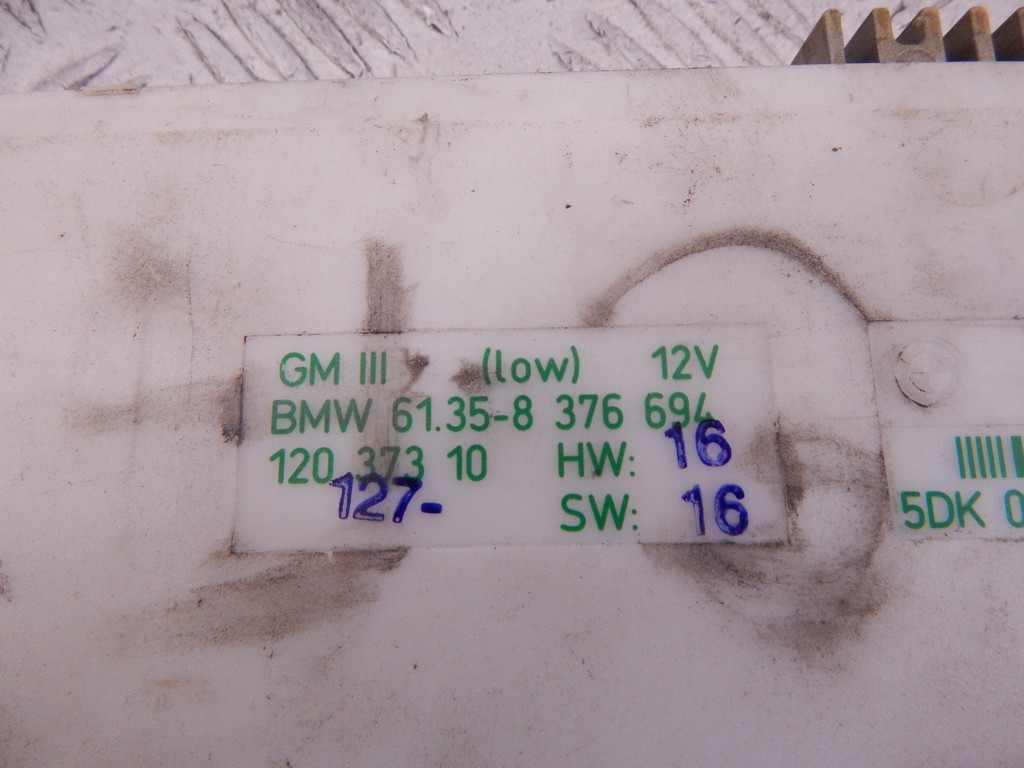 GM III (low) 12V
BMW 61.35-8 376 694
120 373 10 HW: 16
127- SW: 16
5DK 0